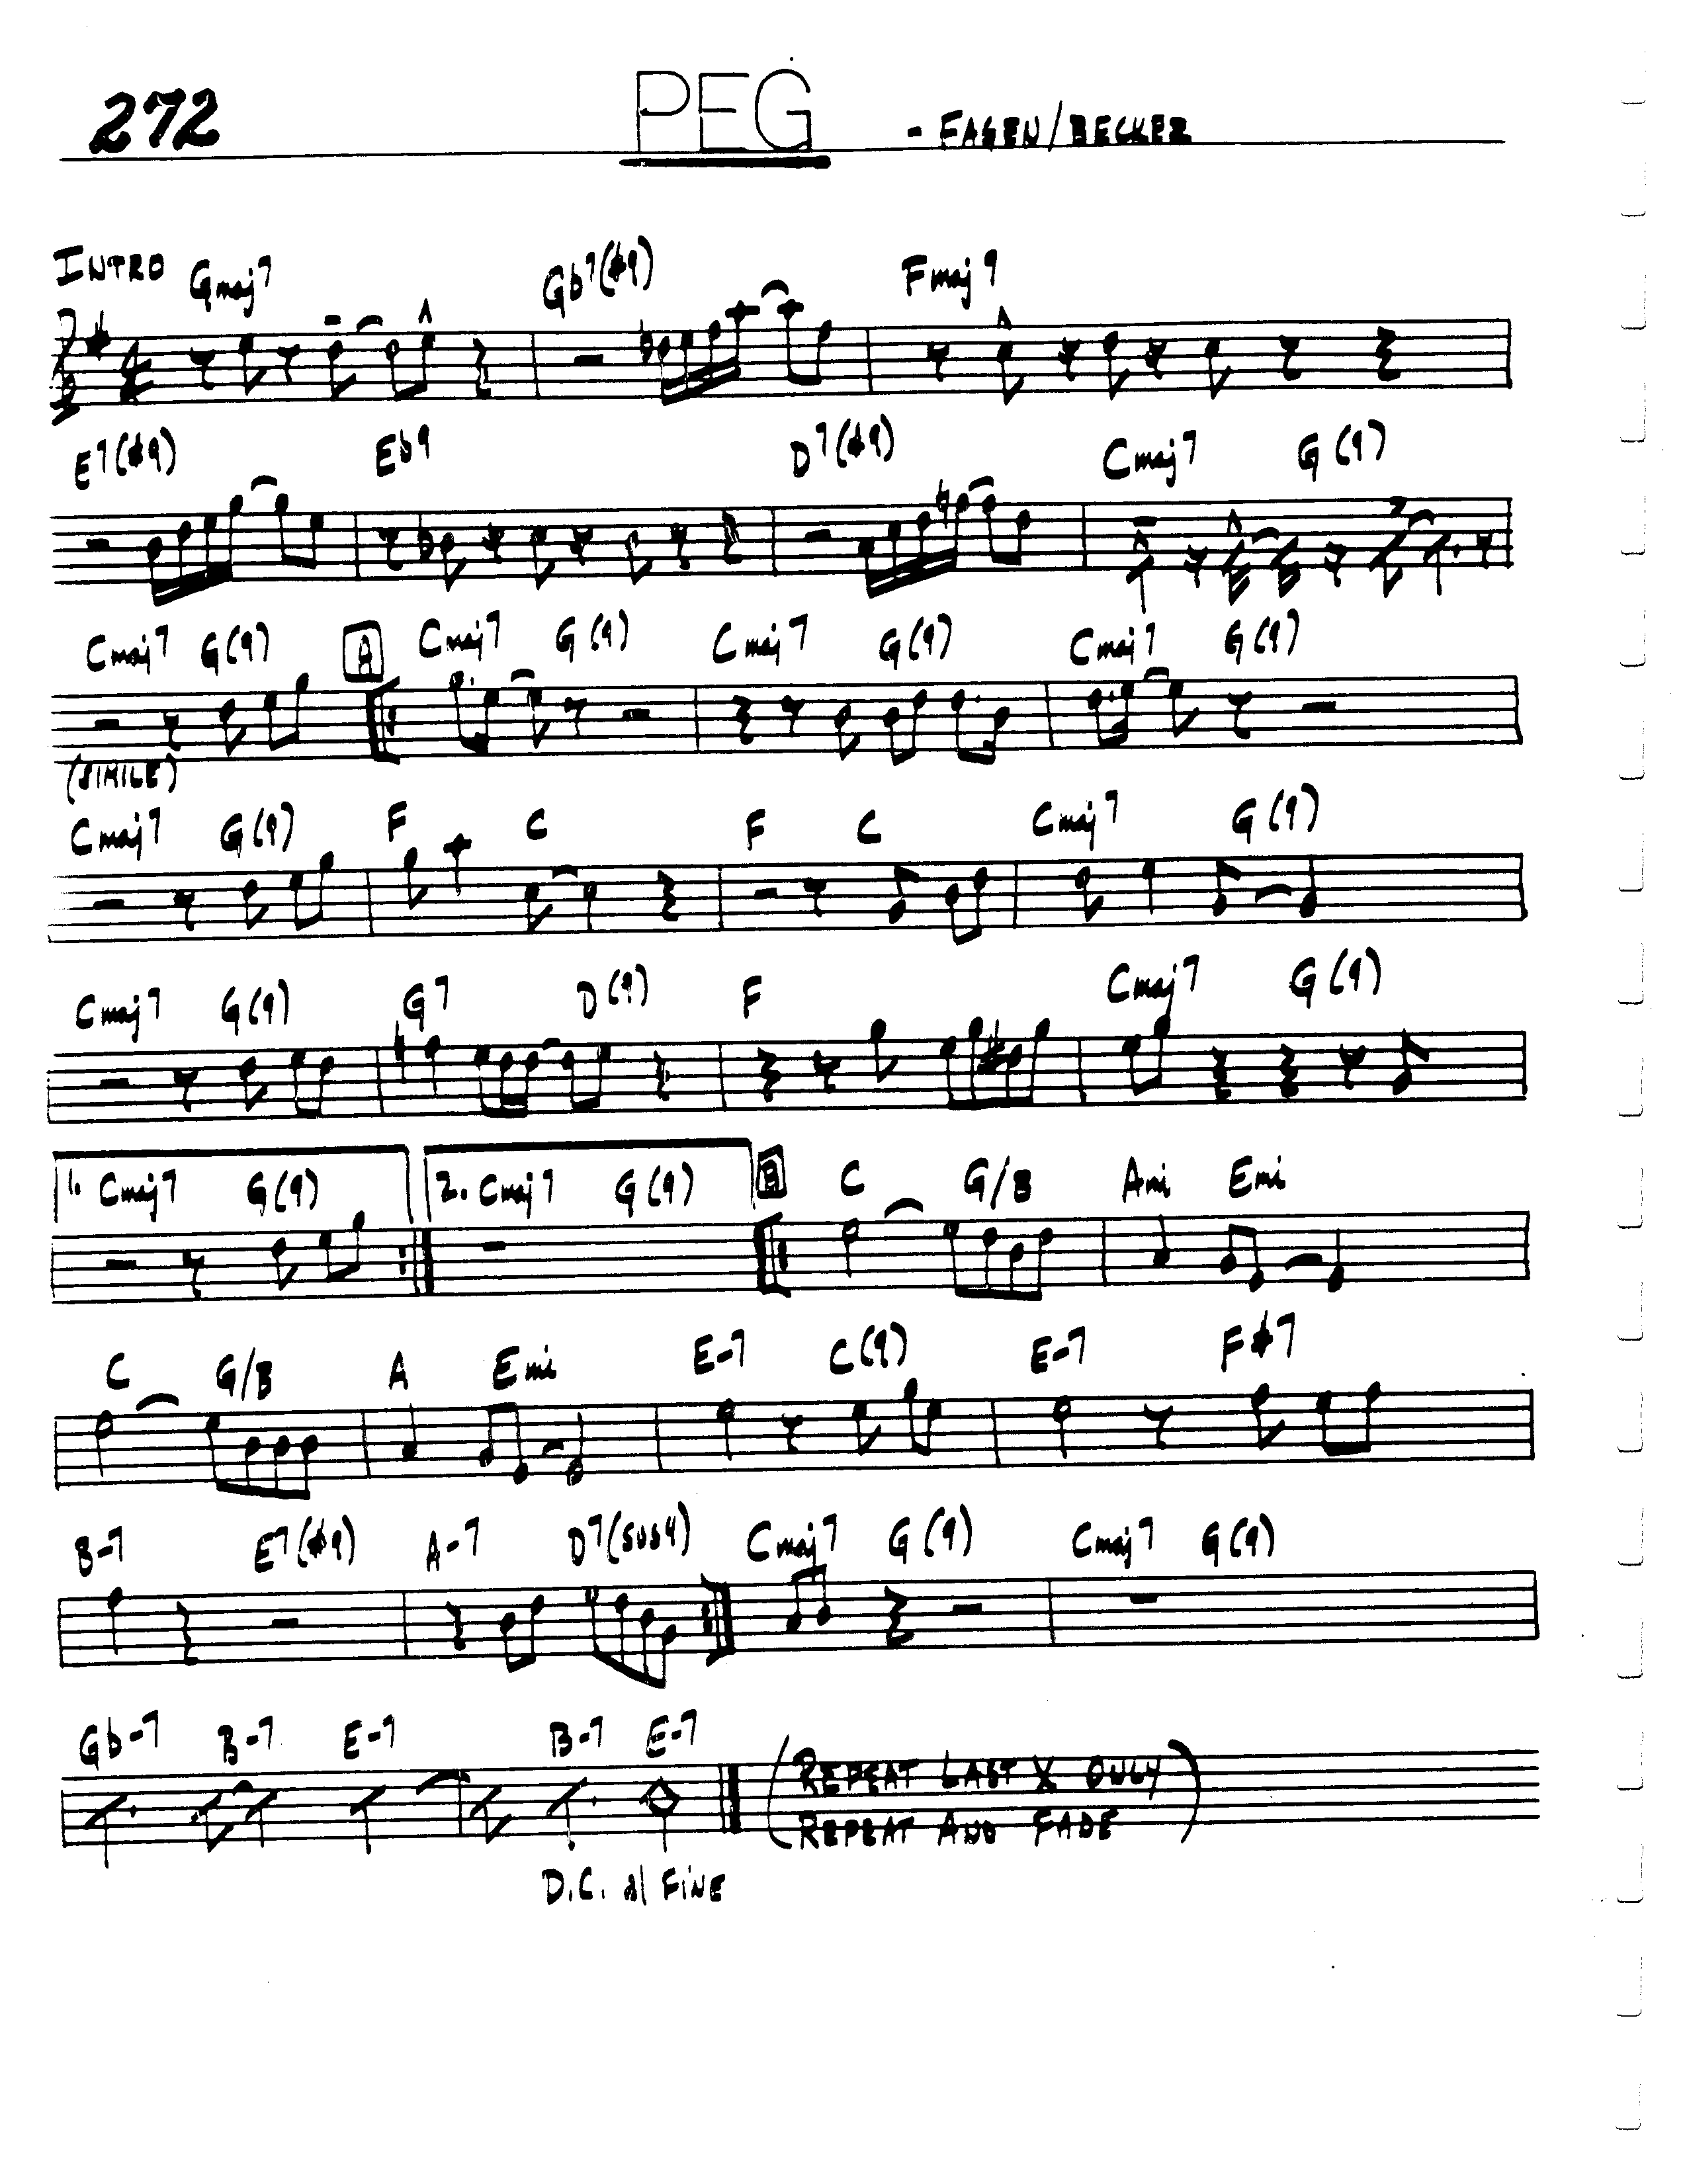 272
PEG - FAGEN/BECKER
INTRO Gmaj7 Gb7(#9) Fmaj7
4/4
E7(#9) Eb9 D7(#9) Cmaj7 G(9)
Cmaj7 G(9) A Cmaj7 G(9) Cmaj7 G(9) Cmaj7 G(9)
(SIMILE)
Cmaj7 G(9) F C F C Cmaj7 G(9)
Cmaj7 G(9) G7 D(9) F Cmaj7 G(9)
1. Cmaj7 G(9) 2. Cmaj7 G(9) B C G/B Ami Emi
C G/B A Emi E-7 C(9) E-7 F#7
B-7 E7(#9) A-7 D7(sus4) Cmaj7 G(9) Cmaj7 G(9)
Gb-7 B-7 E-7 B-7 E-7 (REPEAT LAST X ONLY
REPEAT AND FADE)
D.C. al FINE